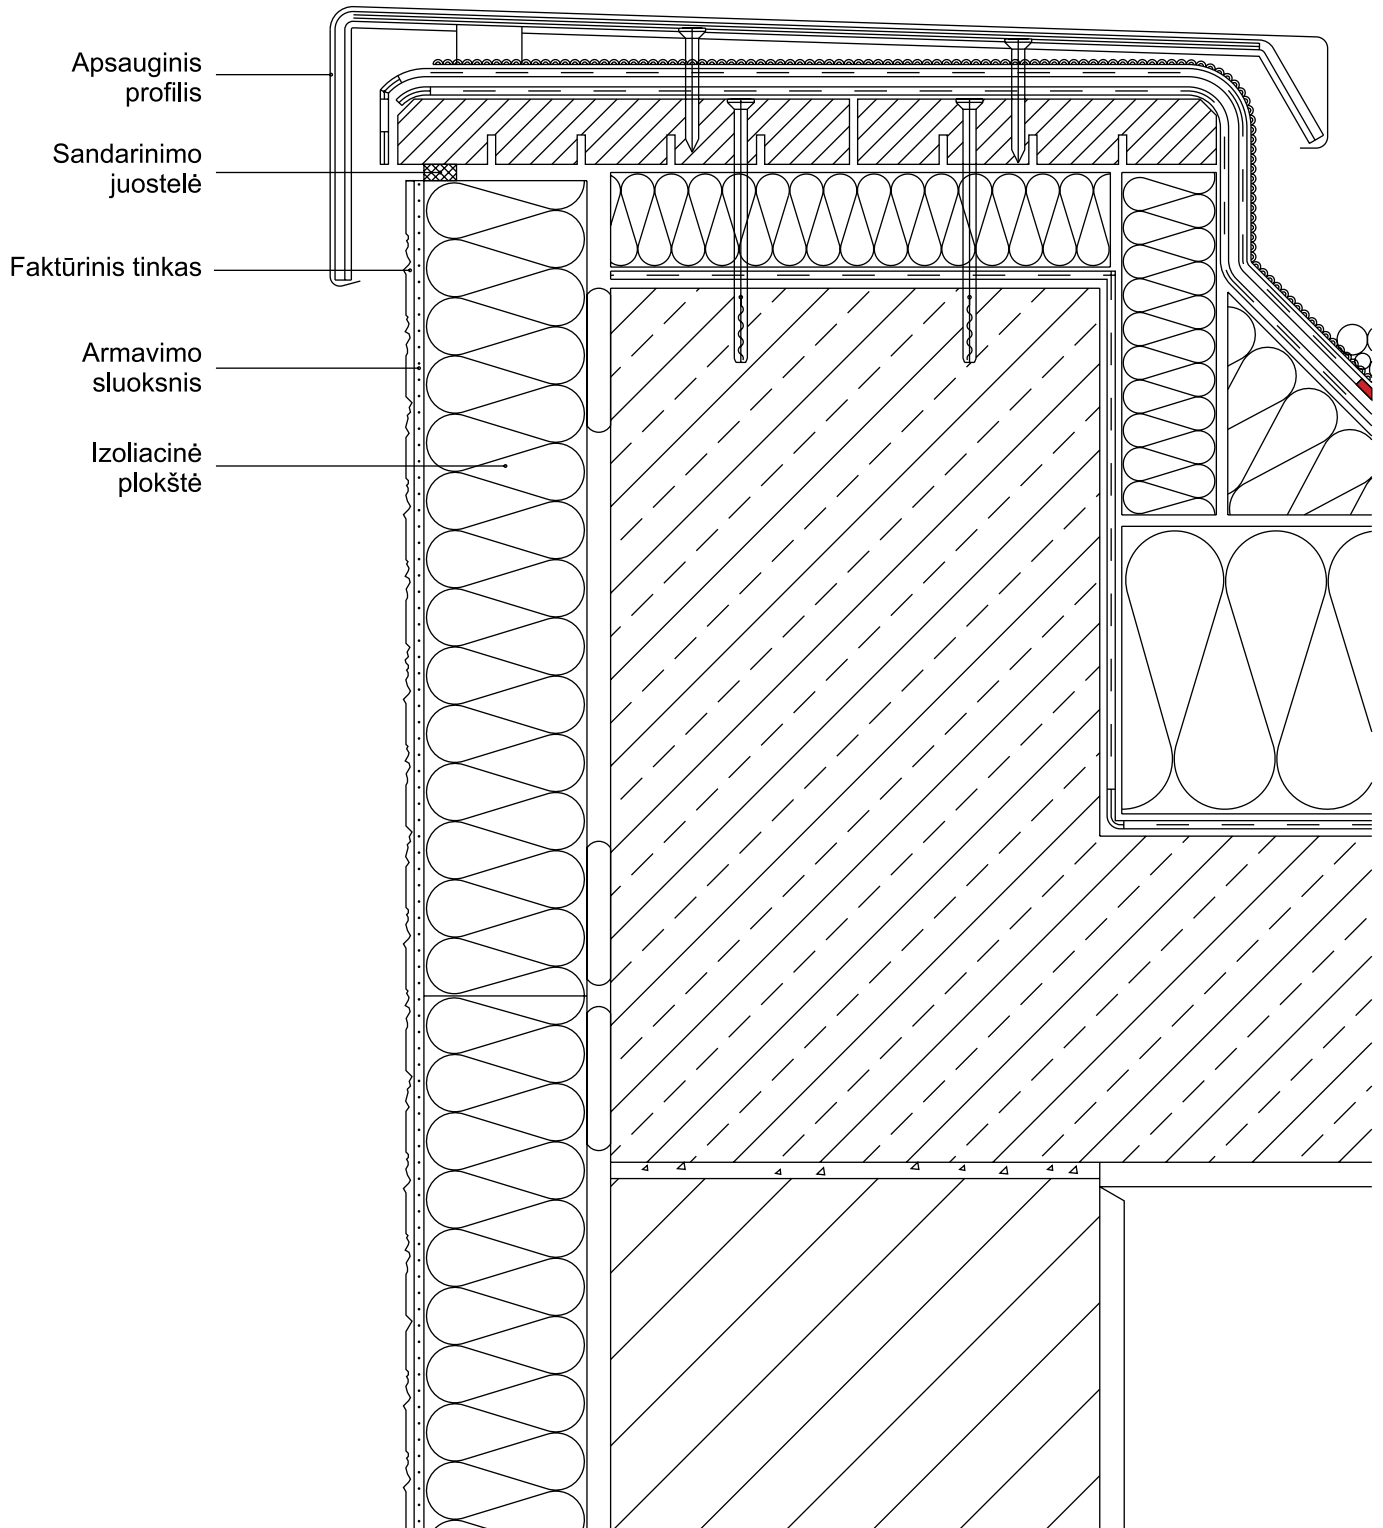 Apsauginis
profilis
Sandarinimo
juostelė
Faktūrinis tinkas
Armavimo
sluoksnis
Izoliacinė
plokštė